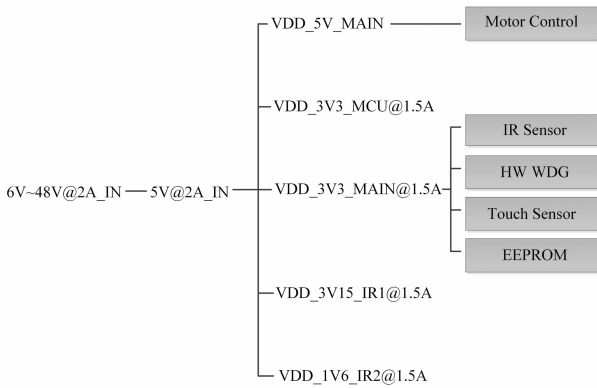 VDD_5V_MAIN
Motor Control
VDD_3V3_MCU@1.5A
IR Sensor
HW WDG
6V~48V@2A_IN
5V@2A_IN
VDD_3V3_MAIN@1.5A
Touch Sensor
EEPROM
VDD_3V15_IR1@1.5A
VDD_1V6_IR2@1.5A